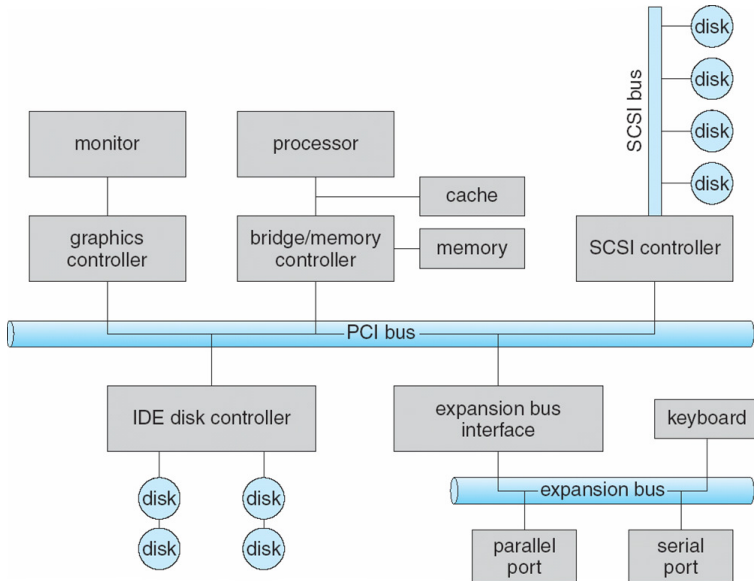 disk
disk
SCSI bus
disk
disk
monitor
processor
cache
graphics
controller
bridge/memory
controller
memory
SCSI controller
PCI bus
IDE disk controller
expansion bus
interface
keyboard
disk
disk
expansion bus
disk
disk
parallel
port
serial
port